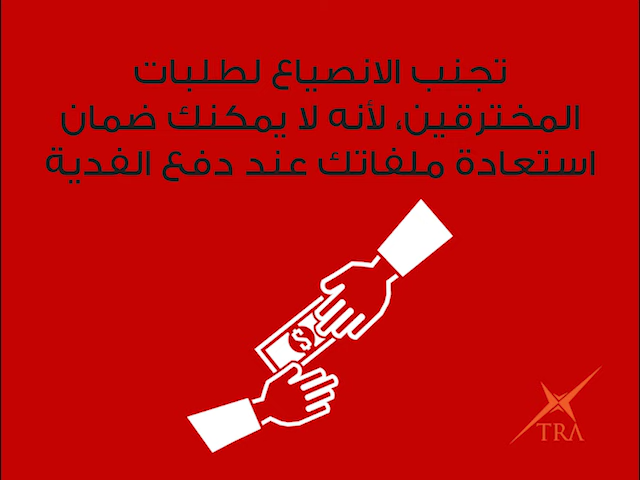 تجنب الانصياع لطلبات
المخترقين، لأنه لا يمكنك ضمان
استعادة ملفاتك عند دفع الفدية
$
TRA